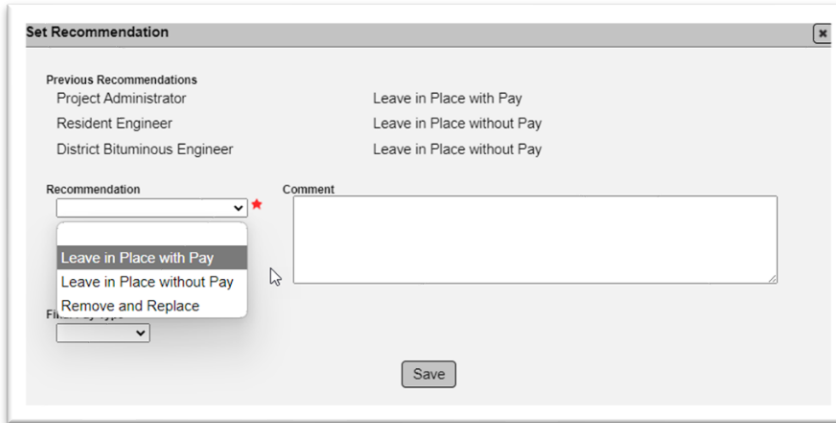 Set Recommendation
Previous Recommendations
Project Administrator Leave in Place with Pay
Resident Engineer Leave in Place without Pay
District Bituminous Engineer Leave in Place without Pay
Recommendation Comment
Leave in Place with Pay
Leave in Place without Pay
Remove and Replace
Save